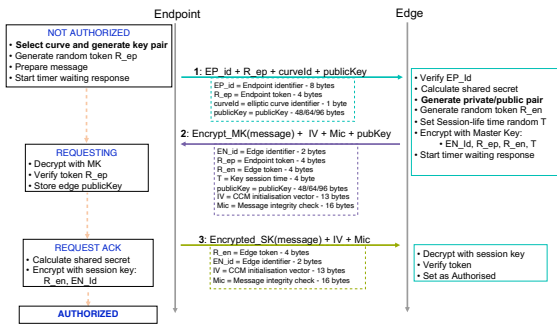 Endpoint
Edge
NOT AUTHORIZED
• Select curve and generate key pair
• Generate random token R_ep
• Prepare message
• Start timer waiting response
1: EP_id + R_ep + curveId + publicKey
EP_id = Endpoint identifier - 8 bytes
R_ep = Endpoint token - 4 bytes
curveId = elliptic curve identifier - 1 byte
publicKey = publicKey - 48/64/96 bytes
• Verify EP_Id
• Calculate shared secret
• Generate private/public pair
• Generate random token R_en
• Set Session-life time random T
• Encrypt with Master Key:
• EN_Id, R_ep, R_en, T
• Start timer waiting response
2: Encrypt_MK(message) + IV + Mic + pubKey
EN_id = Edge identifier - 2 bytes
R_ep = Endpoint token - 4 bytes
R_en = Edge token - 4 bytes
T = Key session time - 4 byte
publicKey = publicKey - 48/64/96 bytes
IV = CCM initialisation vector - 13 bytes
Mic = Message integrity check - 16 bytes
REQUESTING
• Decrypt with MK
• Verify token R_ep
• Store edge publicKey
3: Encrypted_SK(message) + IV + Mic
R_en = Edge token - 4 bytes
EN_id = Edge identifier - 2 bytes
IV = CCM initialisation vector - 13 bytes
Mic = Message integrity check - 16 bytes
REQUEST ACK
• Calculate shared secret
• Encrypt with session key:
R_en, EN_Id
• Decrypt with session key
• Verify token
• Set as Authorised
AUTHORIZED